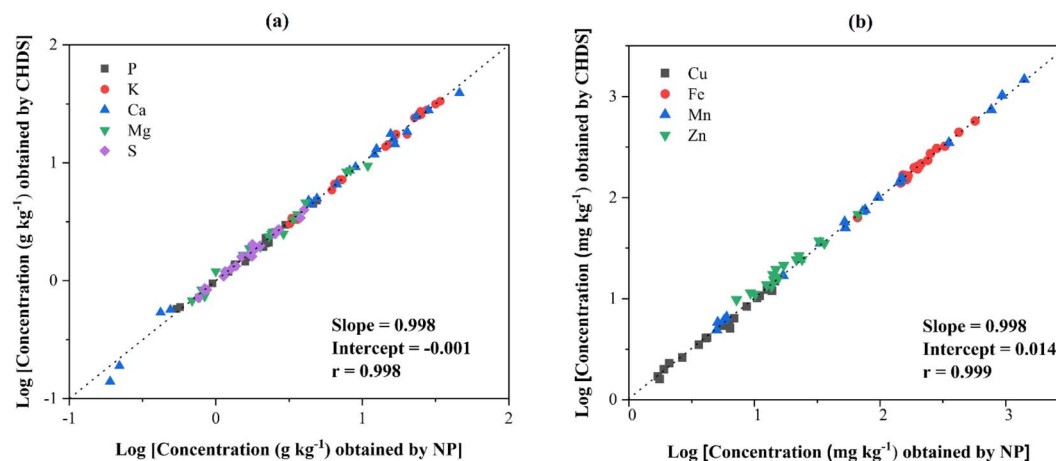 (a)
Log [Concentration (g kg⁻¹) obtained by CHDS]
2
1
0
-1
P
K
Ca
Mg
S
Slope = 0.998
Intercept = -0.001
r = 0.998
-1
0
1
2
Log [Concentration (g kg⁻¹) obtained by NP]
(b)
Log [Concentration (mg kg⁻¹) obtained by CHDS]
3
2
1
0
Cu
Fe
Mn
Zn
Slope = 0.998
Intercept = 0.014
r = 0.999
0
1
2
3
Log [Concentration (mg kg⁻¹) obtained by NP]